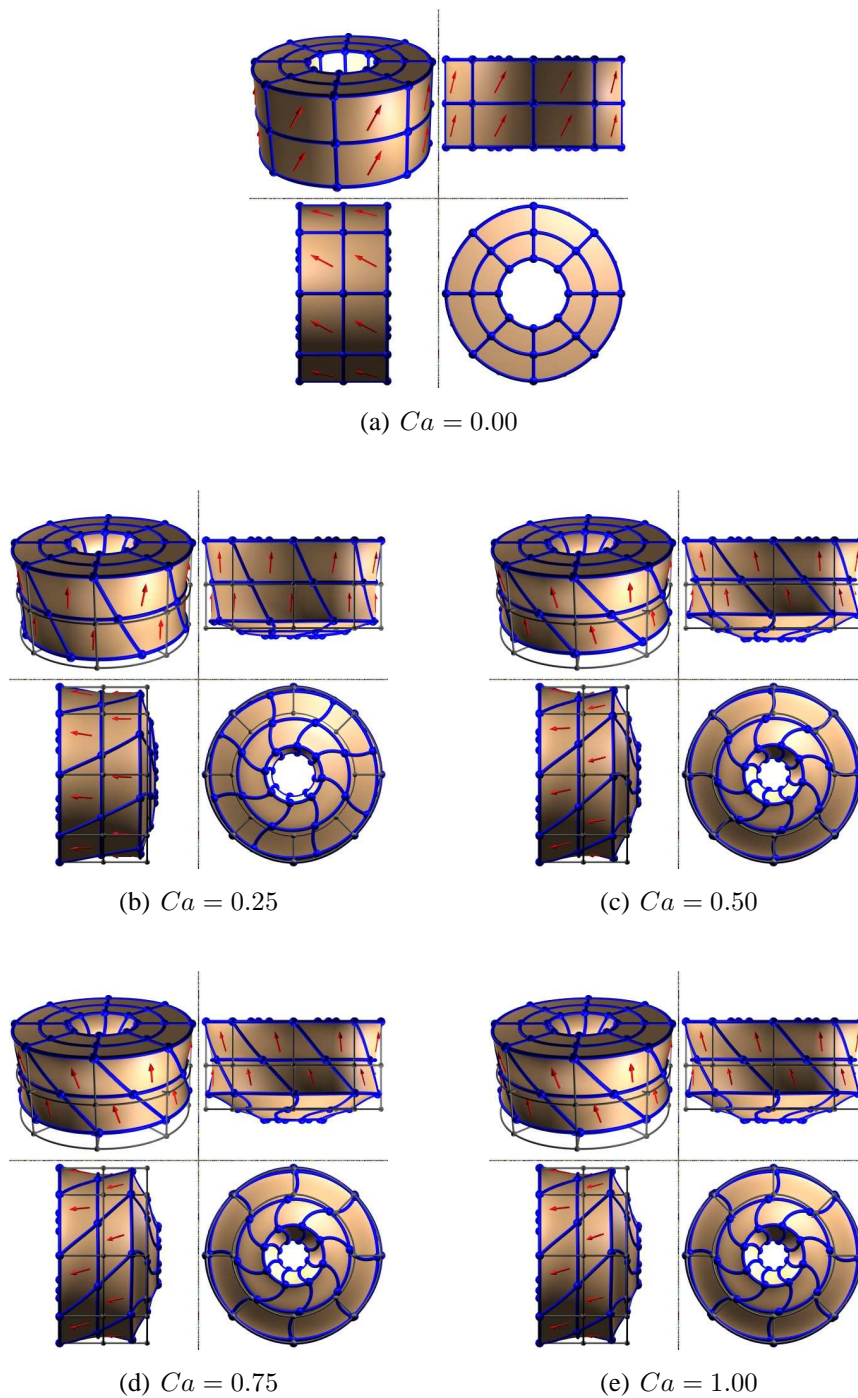 (a) Ca = 0.00
(b) Ca = 0.25
(c) Ca = 0.50
(d) Ca = 0.75
(e) Ca = 1.00